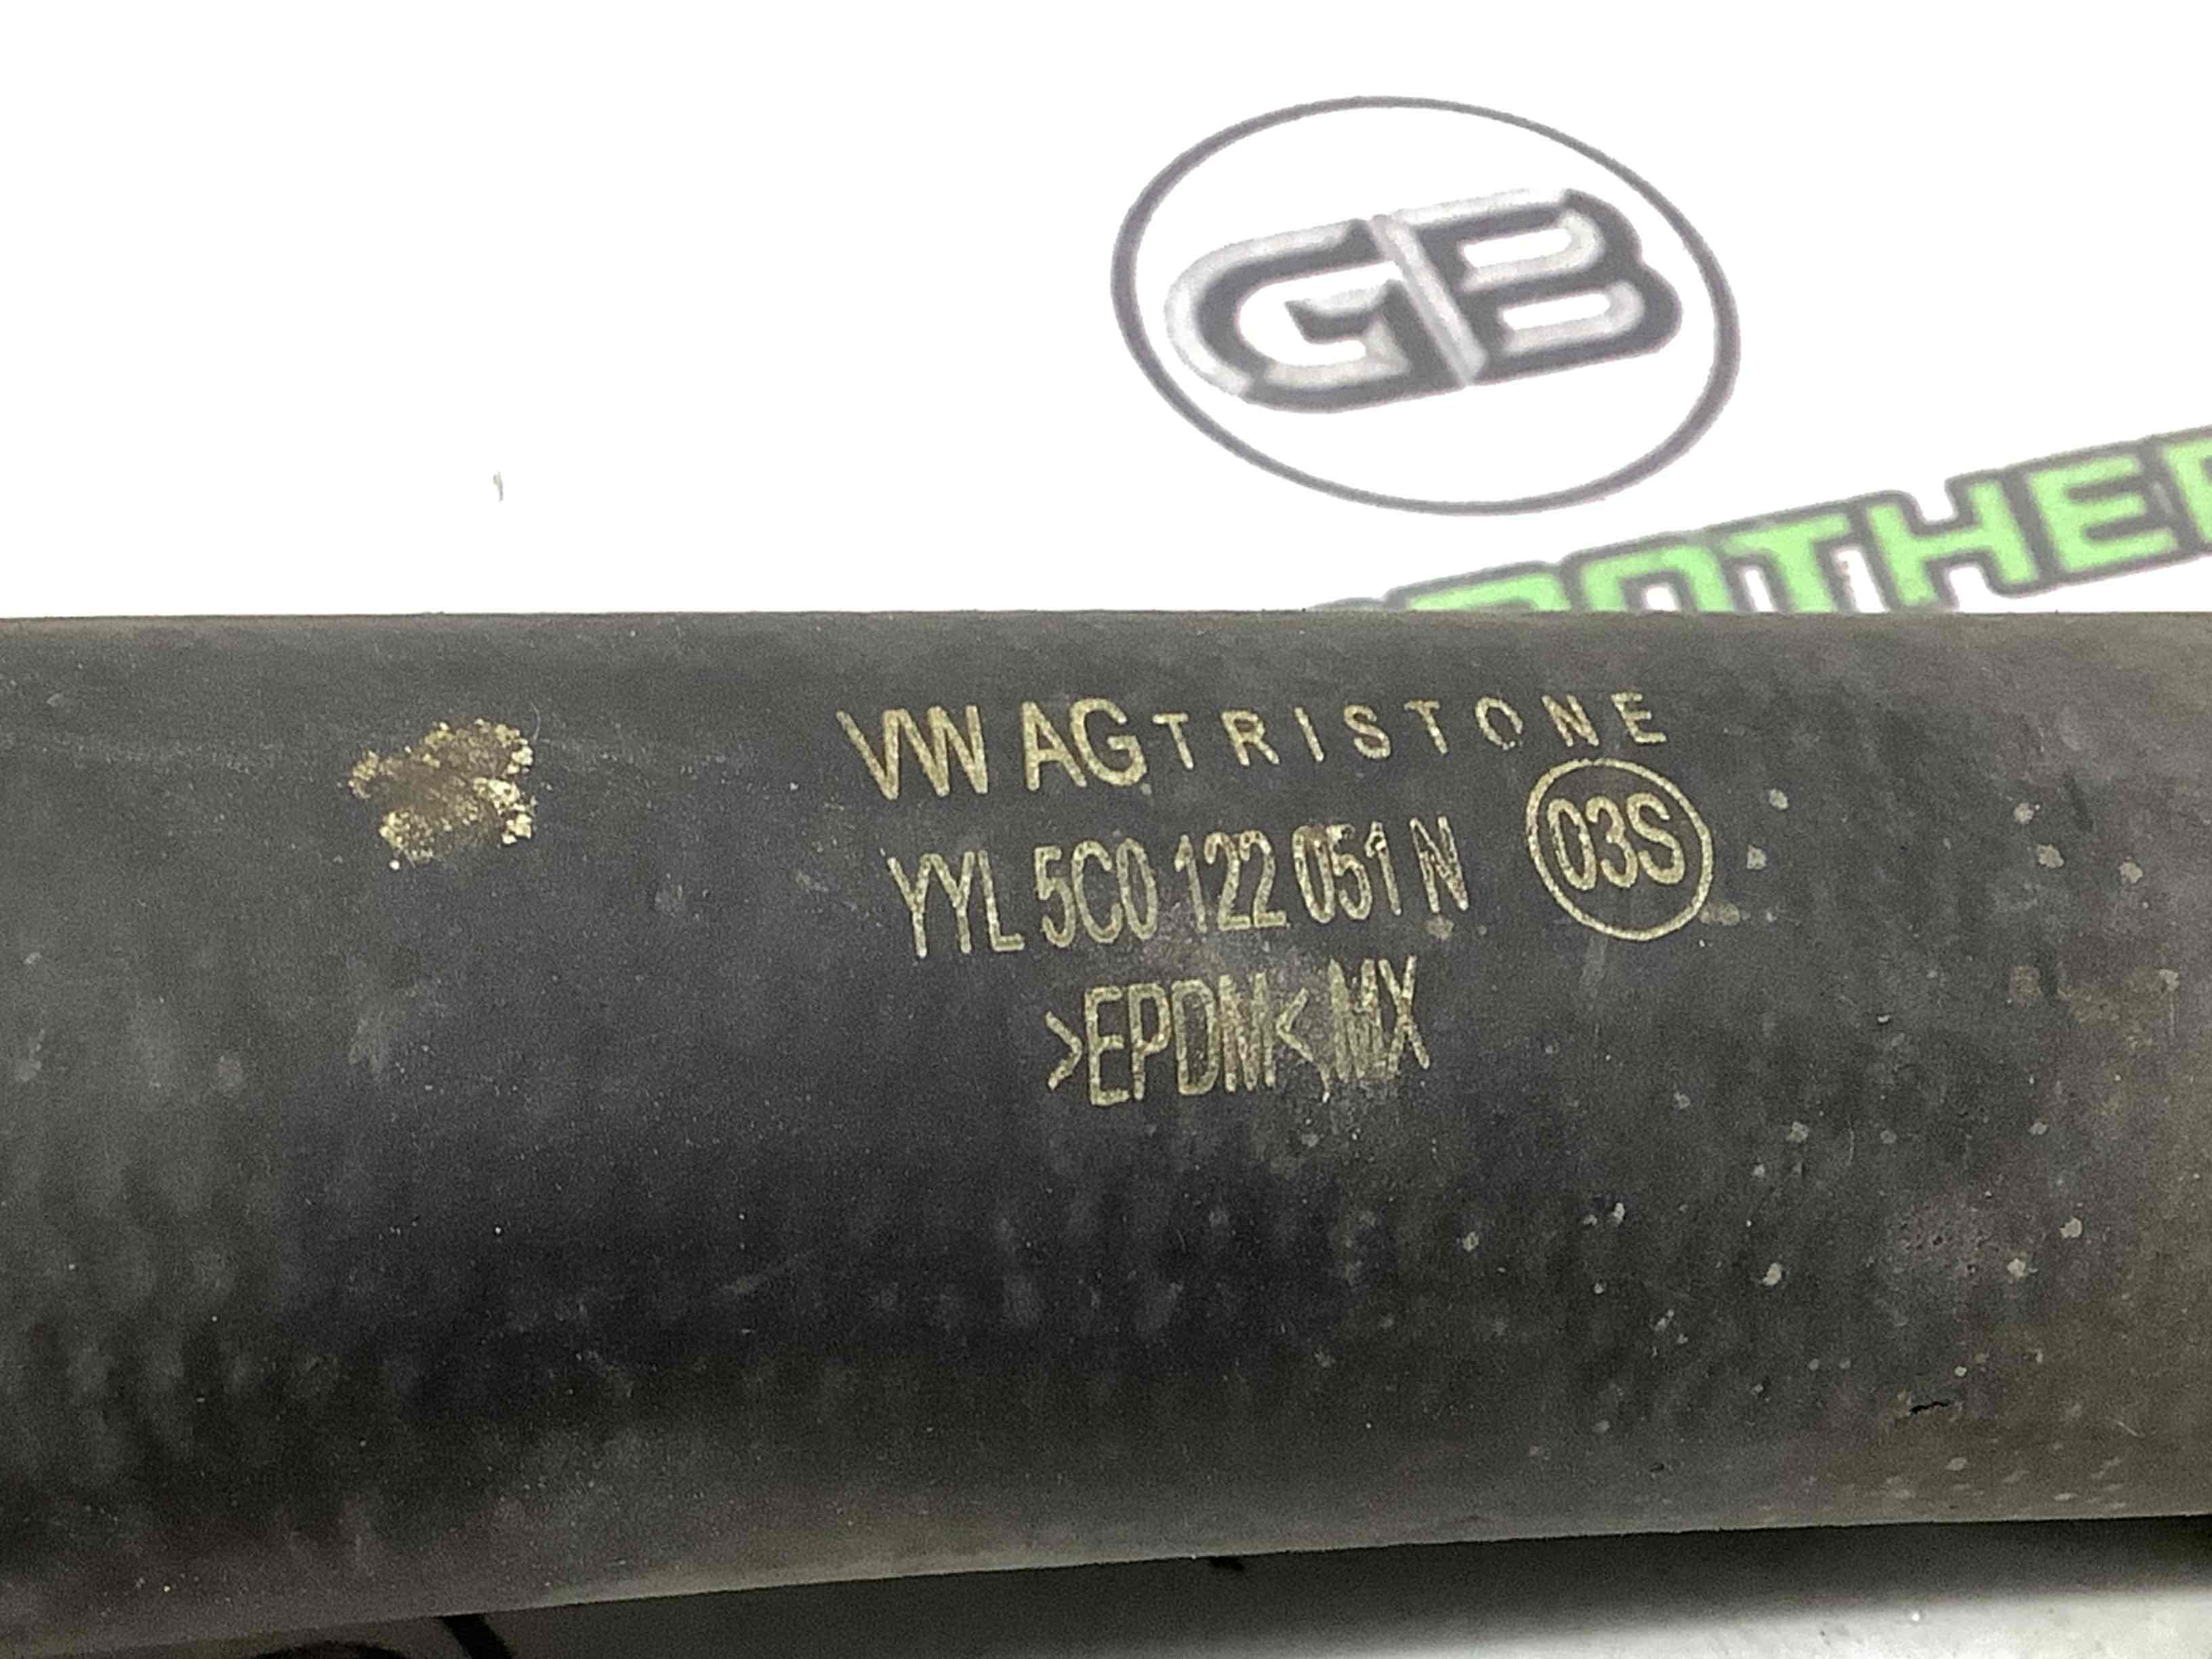 GB
VW AG TRISTONE
YYL 5C0 122 051 N 03S
>EPDM< MX